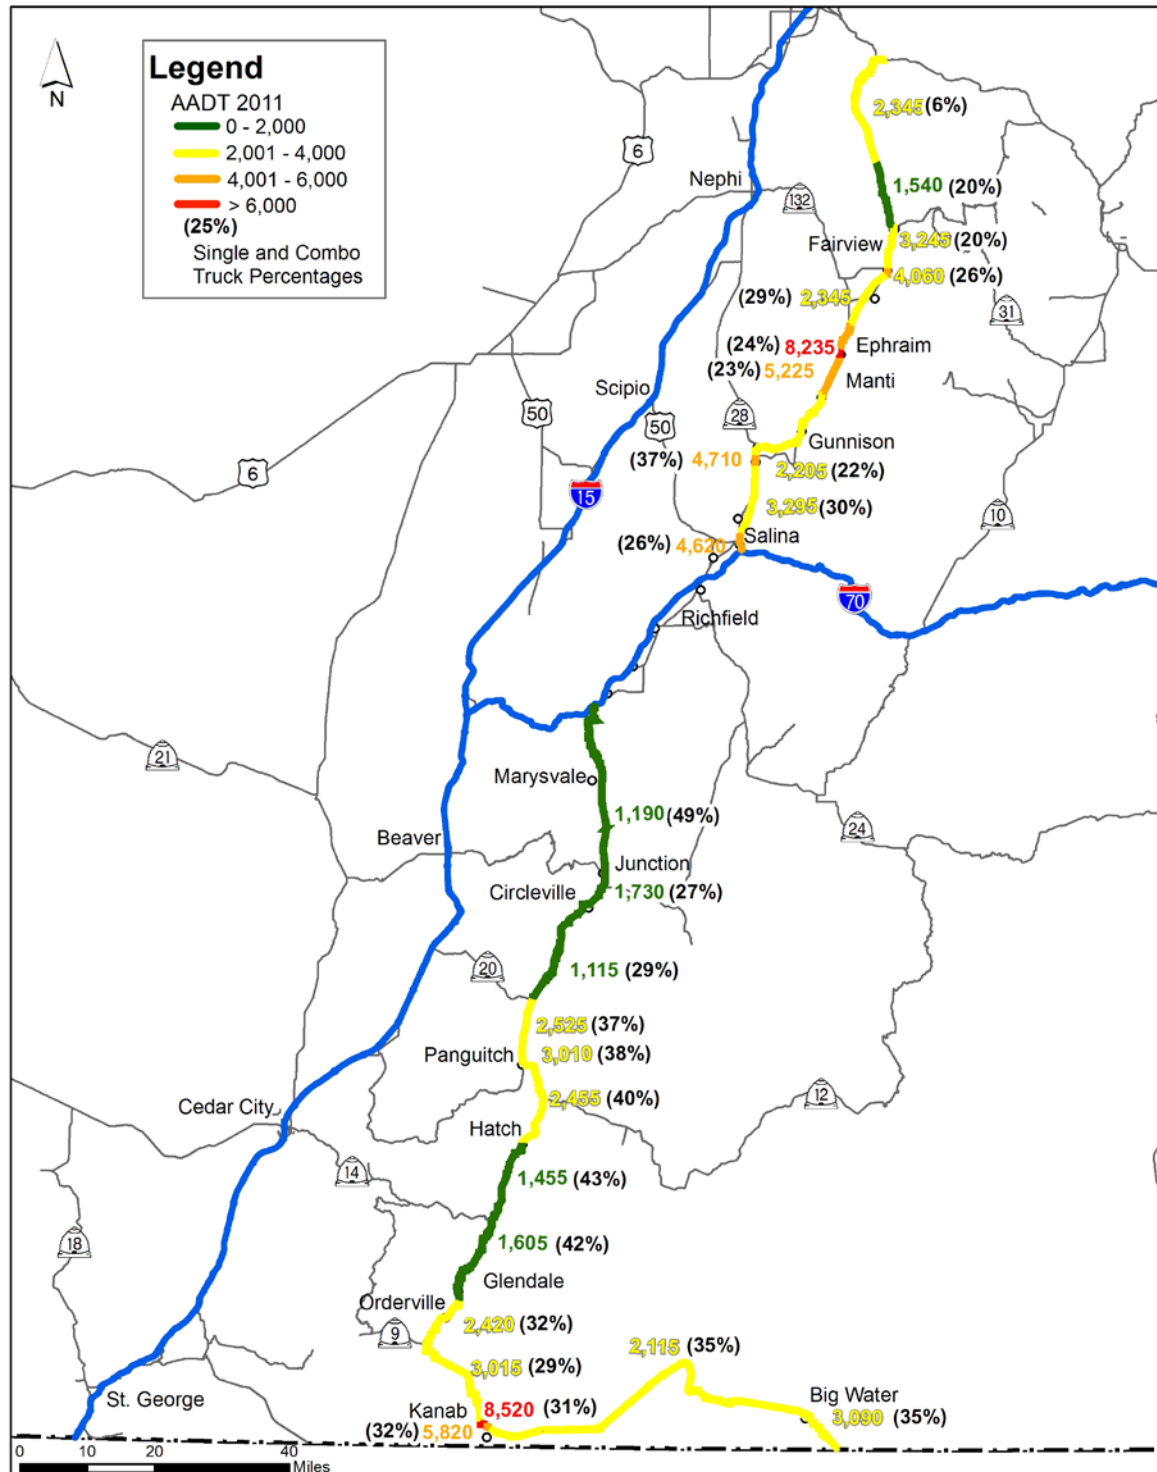 Legend
AADT 2011
0 - 2,000
2,001 - 4,000
4,001 - 6,000
> 6,000
(25%)
Single and Combo
Truck Percentages
N
2,345(6%)
6
Nephi
132
1,540 (20%)
Fairview
3,245(20%)
4,060 (26%)
(29%) 2,345
31
(24%) 8,235
Ephraim
(23%) 5,225
Manti
Scipio
50
50
28
Gunnison
(37%) 4,710
2,205 (22%)
6
15
3,295(30%)
10
Salina
(26%) 4,620
70
Richfield
21
Marysvale
1,190(49%)
24
Beaver
Junction
Circleville
1,730 (27%)
20
1,115 (29%)
2,525(37%)
Panguitch
3,010(38%)
2,455 (40%)
12
Cedar City
Hatch
14
1,455 (43%)
18
1,605 (42%)
Glendale
Orderville
9
2,420(32%)
2,115 (35%)
3,015(29%)
St. George
Big Water
Kanab
8,520 (31%)
3,090 (35%)
(32%) 5,820
0 10 20 40
Miles